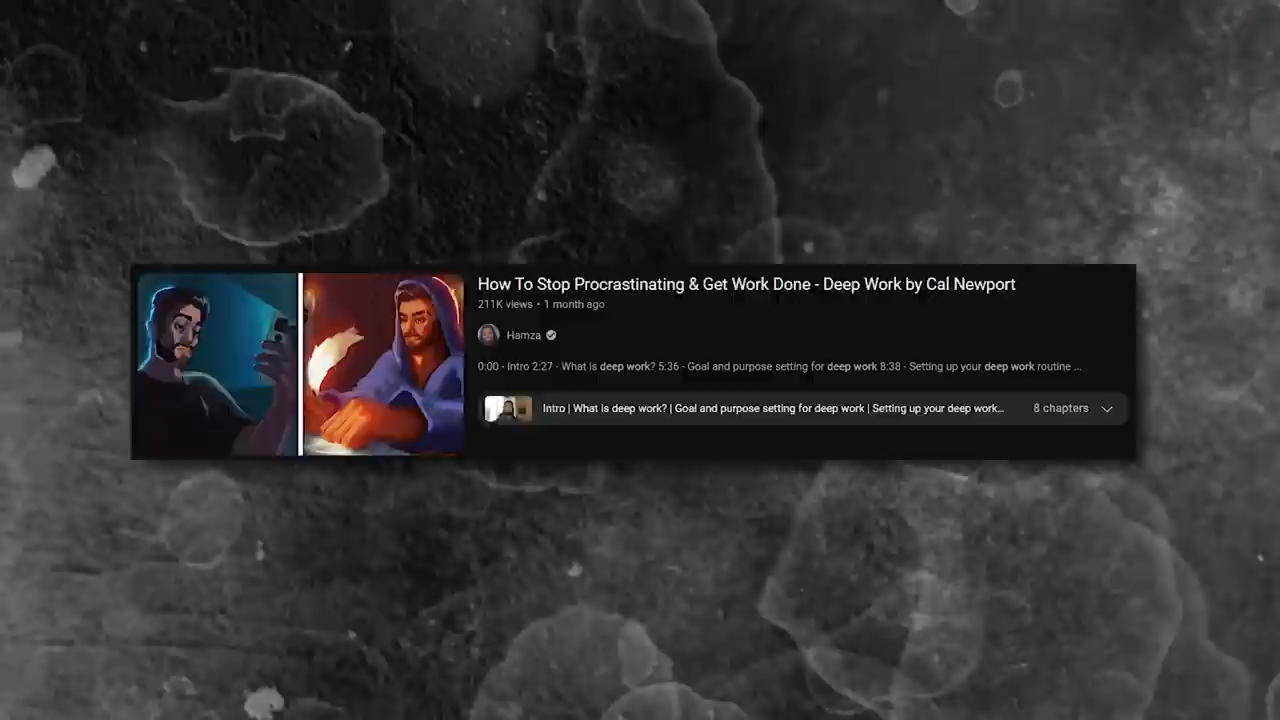 How To Stop Procrastinating & Get Work Done - Deep Work by Cal Newport
211K views • 1 month ago
Hamza
0:00 - Intro 2:27 - What is deep work? 5:36 - Goal and purpose setting for deep work 8:38 - Setting up your deep work routine ...
Intro | What is deep work? | Goal and purpose setting for deep work | Setting up your deep work... 8 chapters